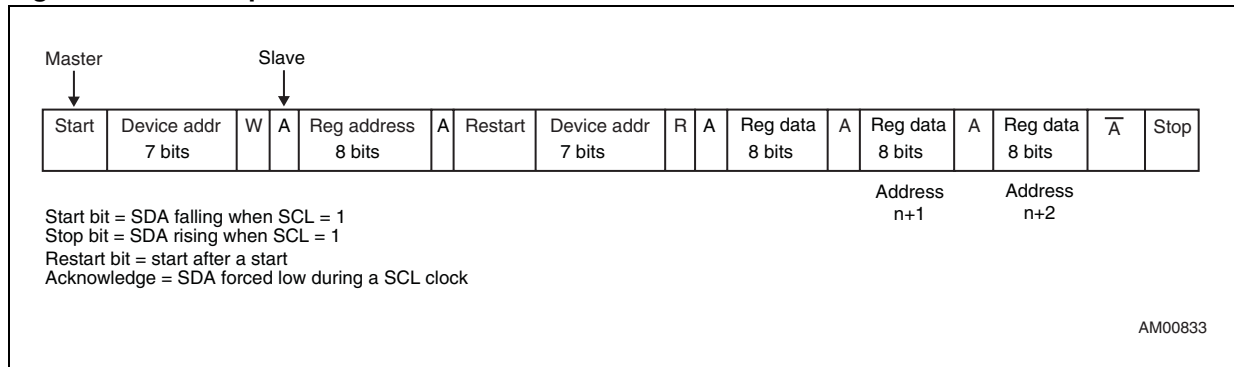 Master Slave
Start Device addr W A Reg address A Restart Device addr R A Reg data A Reg data A Reg data A Stop
7 bits 8 bits 7 bits 8 bits 8 bits 8 bits
Address Address
n+1 n+2
Start bit = SDA falling when SCL = 1
Stop bit = SDA rising when SCL = 1
Restart bit = start after a start
Acknowledge = SDA forced low during a SCL clock
AM00833